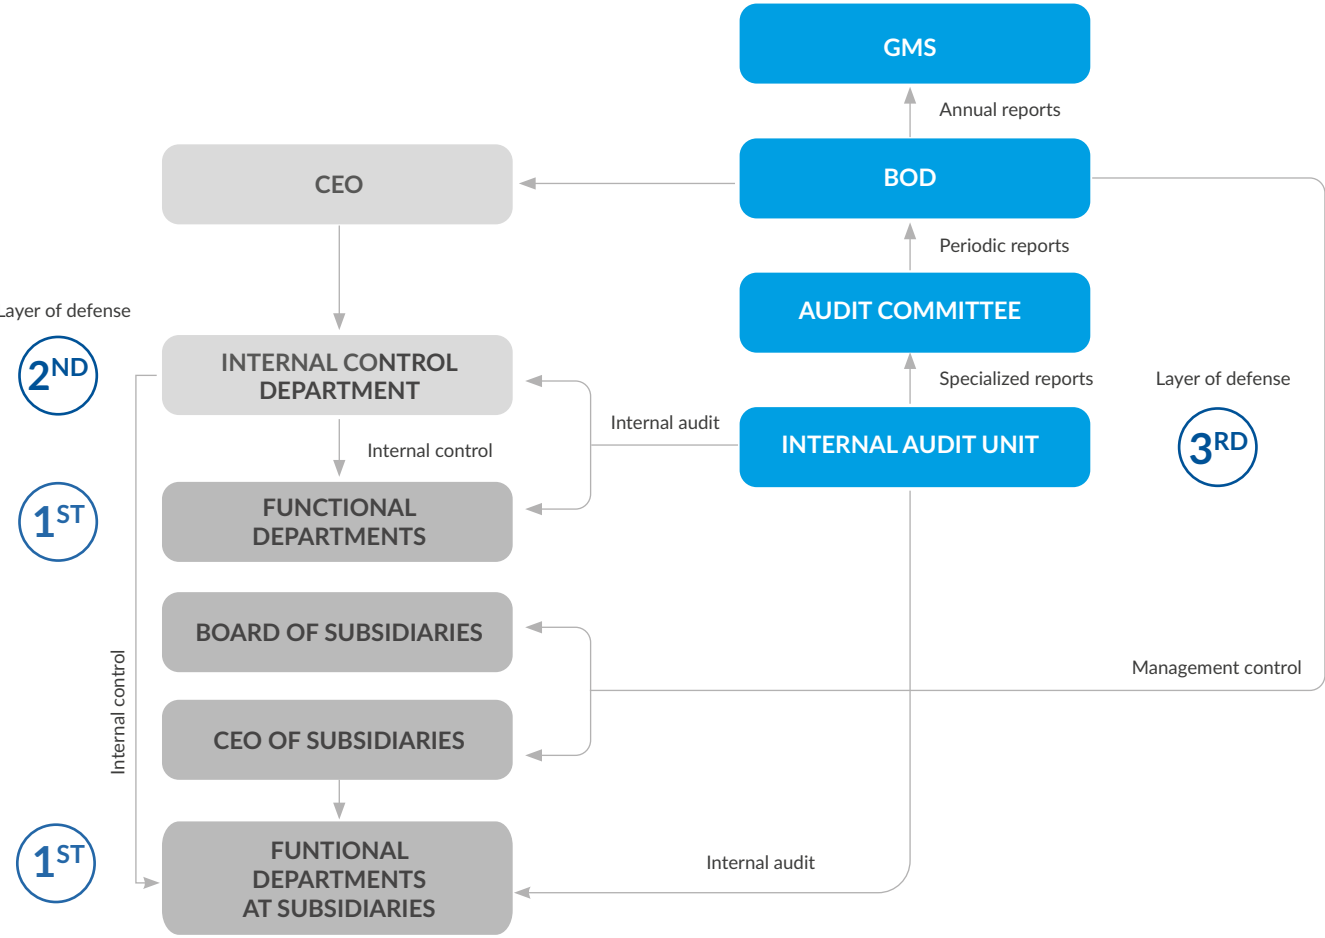 GMS
Annual reports
CEO
BOD
Periodic reports
AUDIT COMMITTEE
Layer of defense
2ND
INTERNAL CONTROL
DEPARTMENT
Specialized reports
Layer of defense
Internal audit
INTERNAL AUDIT UNIT
3RD
Internal control
1ST
FUNCTIONAL
DEPARTMENTS
BOARD OF SUBSIDIARIES
Management control
Internal control
CEO OF SUBSIDIARIES
1ST
FUNTIONAL
DEPARTMENTS
AT SUBSIDIARIES
Internal audit